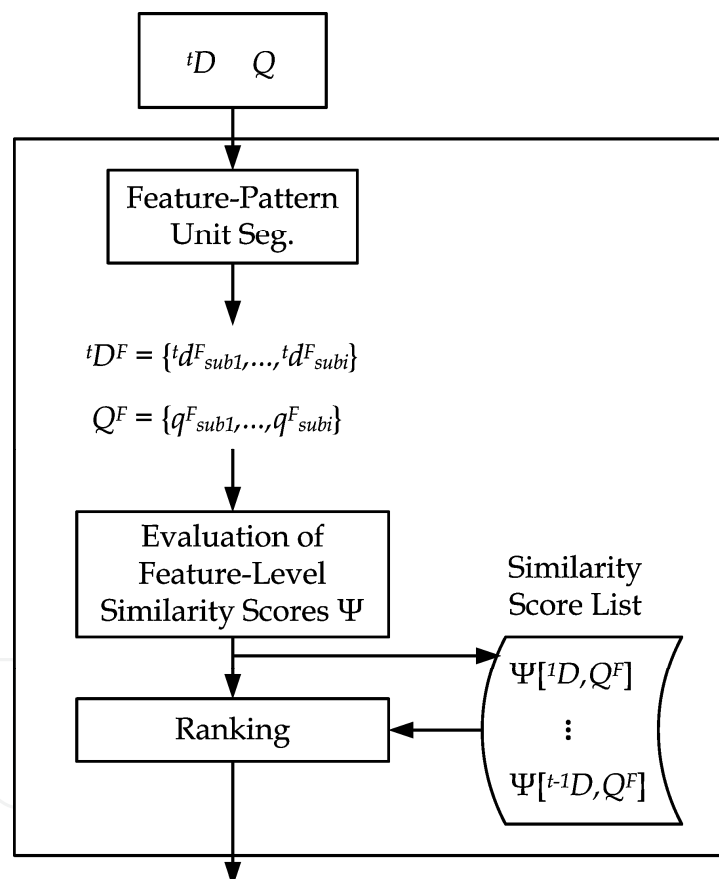 ᵗD Q
Feature-Pattern
Unit Seg.
ᵗDᶠ = {ᵗdᶠsub1,...,ᵗdᶠsubi}
Qᶠ = {qᶠsub1,...,qᶠsubi}
Evaluation of
Feature-Level
Similarity Scores Ψ
Similarity
Score List
Ψ[¹D,Qᶠ]
⋮
Ψ[ᵗ⁻¹D,Qᶠ]
Ranking